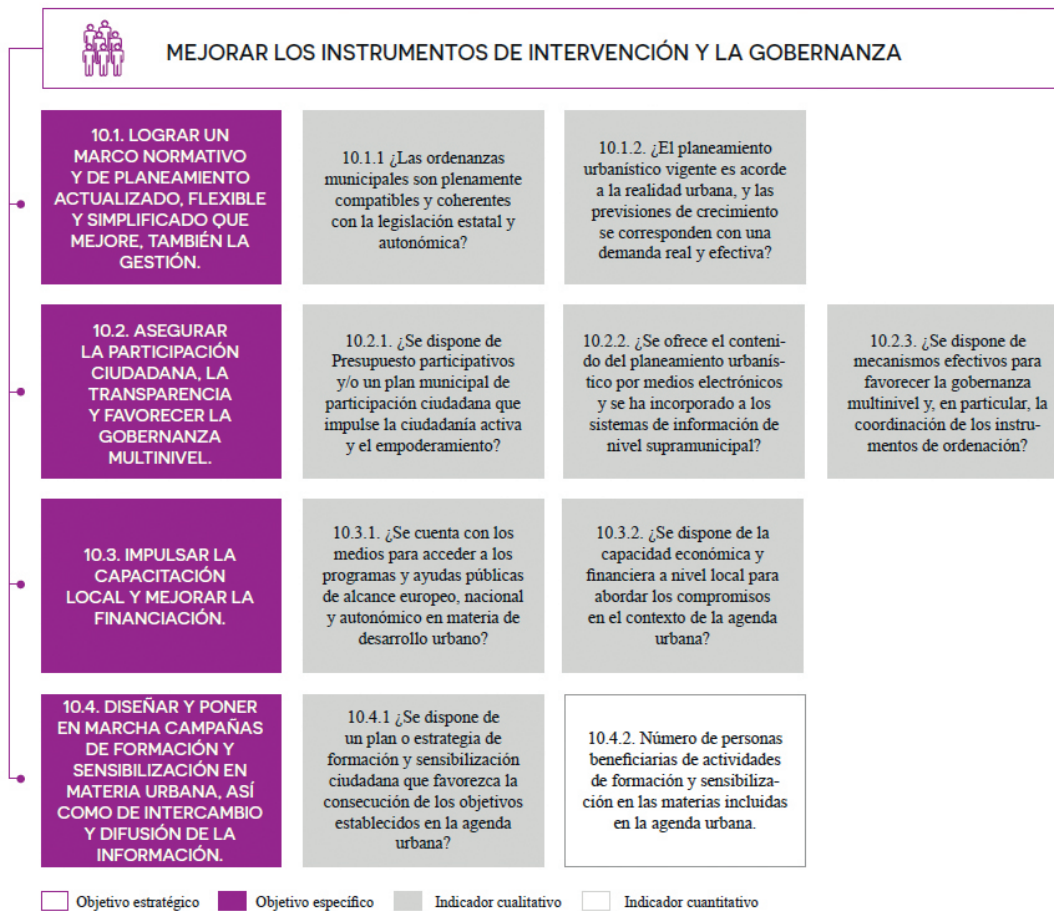 MEJORAR LOS INSTRUMENTOS DE INTERVENCIÓN Y LA GOBERNANZA
10.1. LOGRAR UN
MARCO NORMATIVO
Y DE PLANEAMIENTO
ACTUALIZADO, FLEXIBLE
Y SIMPLIFICADO QUE
MEJORE, TAMBIÉN LA
GESTIÓN.
10.1.1 ¿Las ordenanzas
municipales son plenamente
compatibles y coherentes
con la legislación estatal y
autonómica?
10.1.2. ¿El planeamiento
urbanístico vigente es acorde
a la realidad urbana, y las
previsiones de crecimiento
se corresponden con una
demanda real y efectiva?
10.2. ASEGURAR
LA PARTICIPACIÓN
CIUDADANA, LA
TRANSPARENCIA
Y FAVORECER LA
GOBERNANZA
MULTINIVEL.
10.2.1. ¿Se dispone de
Presupuesto participativos
y/o un plan municipal de
participación ciudadana que
impulse la ciudadanía activa
y el empoderamiento?
10.2.2. ¿Se ofrece el conteni-
do del planeamiento urbanís-
tico por medios electrónicos
y se ha incorporado a los
sistemas de información de
nivel supramunicipal?
10.2.3. ¿Se dispone de
mecanismos efectivos para
favorecer la gobernanza
multinivel y, en particular, la
coordinación de los instru-
mentos de ordenación?
10.3. IMPULSAR LA
CAPACITACIÓN
LOCAL Y MEJORAR LA
FINANCIACIÓN.
10.3.1. ¿Se cuenta con los
medios para acceder a los
programas y ayudas públicas
de alcance europeo, nacional
y autonómico en materia de
desarrollo urbano?
10.3.2. ¿Se dispone de la
capacidad económica y
financiera a nivel local para
abordar los compromisos
en el contexto de la agenda
urbana?
10.4. DISEÑAR Y PONER
EN MARCHA CAMPAÑAS
DE FORMACIÓN Y
SENSIBILIZACIÓN EN
MATERIA URBANA, ASÍ
COMO DE INTERCAMBIO
Y DIFUSIÓN DE LA
INFORMACIÓN.
10.4.1 ¿Se dispone de
un plan o estrategia de
formación y sensibilización
ciudadana que favorezca la
consecución de los objetivos
establecidos en la agenda
urbana?
10.4.2. Número de personas
beneficiarias de actividades
de formación y sensibiliza-
ción en las materias incluidas
en la agenda urbana.
Objetivo estratégico Objetivo específico Indicador cualitativo Indicador cuantitativo